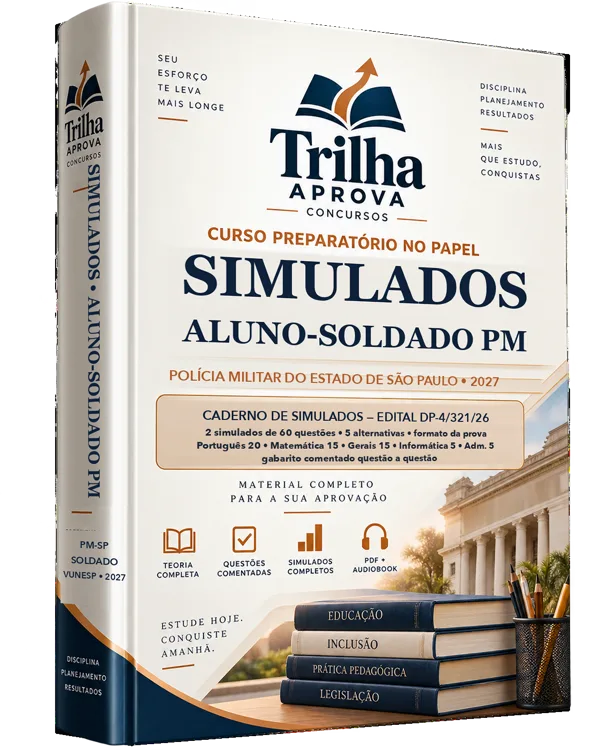 SEU
ESFORÇO
TE LEVA
MAIS LONGE
DISCIPLINA
PLANEJAMENTO
RESULTADOS
MAIS
QUE ESTUDO,
CONQUISTAS
Trilha
APROVA
CONCURSOS
CURSO PREPARATÓRIO NO PAPEL
SIMULADOS
ALUNO-SOLDADO PM
POLÍCIA MILITAR DO ESTADO DE SÃO PAULO • 2027
CADERNO DE SIMULADOS – EDITAL DP-4/321/26
2 simulados de 60 questões • 5 alternativas • formato da prova
Português 20 • Matemática 15 • Gerais 15 • Informática 5 • Adm. 5
gabarito comentado questão a questão
MATERIAL COMPLETO
PARA A SUA APROVAÇÃO
TEORIA
COMPLETA
QUESTÕES
COMENTADAS
SIMULADOS
COMPLETOS
PDF +
AUDIOBOOK
ESTUDE HOJE.
CONQUISTE
AMANHÃ.
EDUCAÇÃO
INCLUSÃO
PRÁTICA PEDAGÓGICA
LEGISLAÇÃO
Trilha
APROVA
CONCURSOS
SIMULADOS • ALUNO-SOLDADO PM
PM-SP
SOLDADO
VUNESP • 2027
DISCIPLINA
PLANEJAMENTO
RESULTADOS